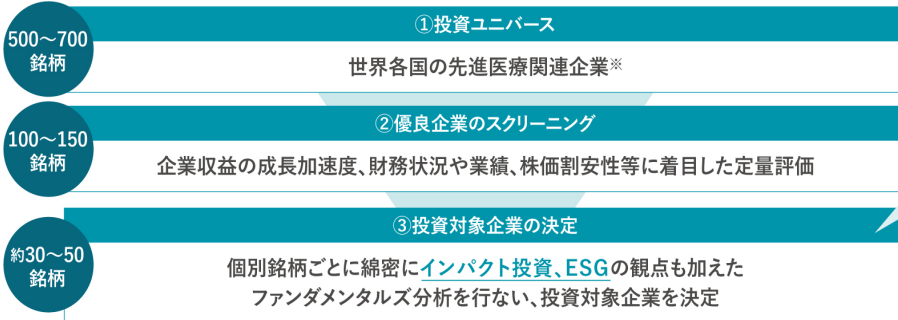 ①投資ユニバース
500～700
銘柄
世界各国の先進医療関連企業※
②優良企業のスクリーニング
100～150
銘柄
企業収益の成長加速度、財務状況や業績、株価割安性等に着目した定量評価
③投資対象企業の決定
約30～50
銘柄
個別銘柄ごとに綿密にインパクト投資、ESGの観点も加えた
ファンダメンタルズ分析を行ない、投資対象企業を決定